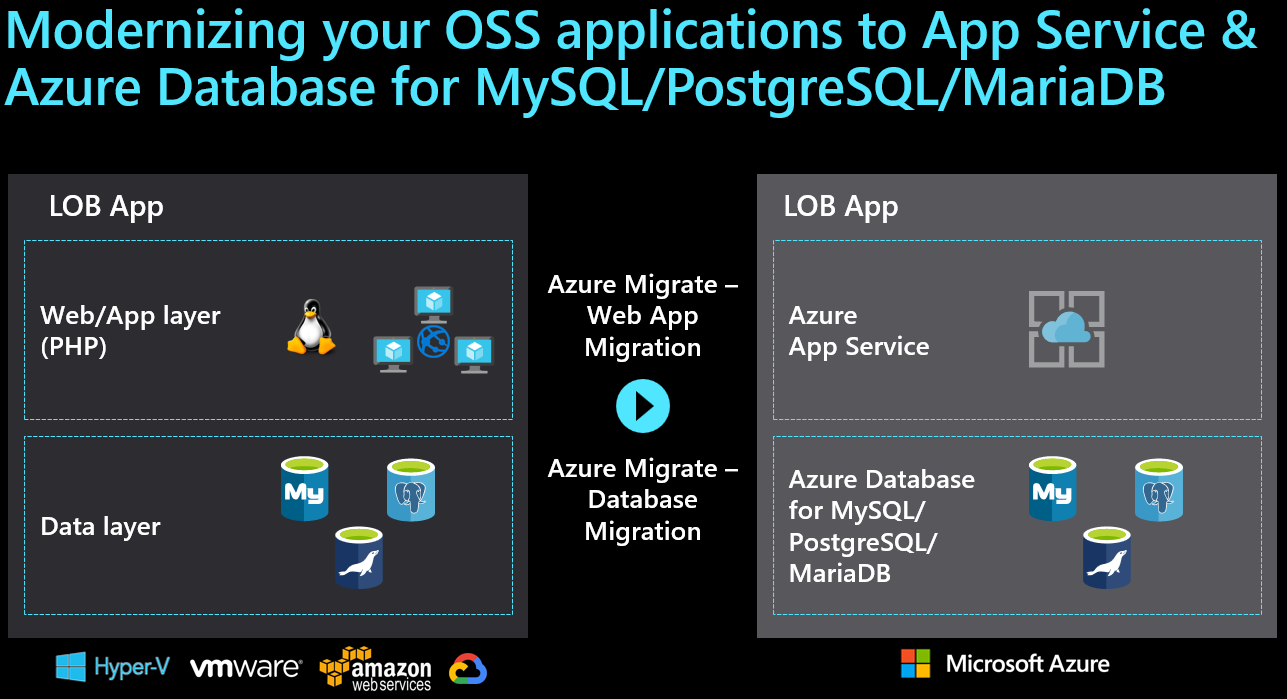 Modernizing your OSS applications to App Service &
Azure Database for MySQL/PostgreSQL/MariaDB
LOB App
Web/App layer
(PHP)
My
Data layer
Azure Migrate –
Web App
Migration
Azure Migrate –
Database
Migration
LOB App
Azure
App Service
Azure Database
for MySQL/
PostgreSQL/
MariaDB
My
Hyper-V
vmware®
amazon
webservices
Microsoft Azure